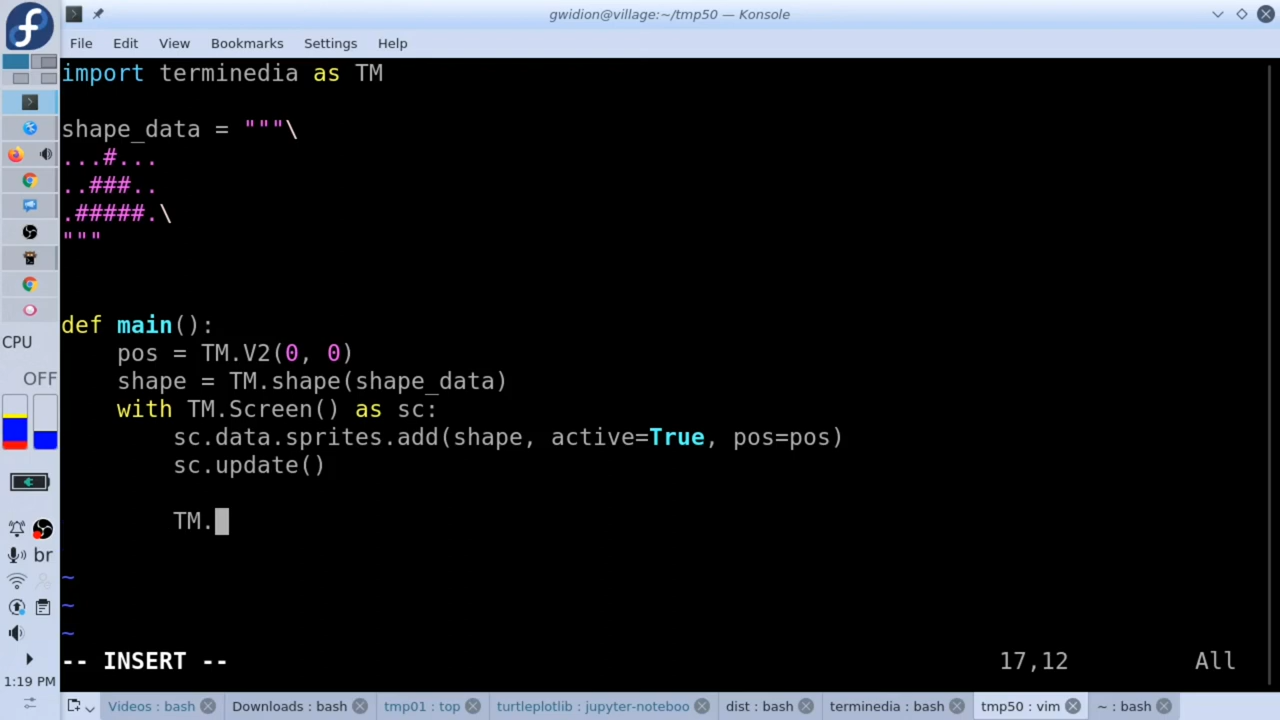 gwidion@village:~/tmp50 — Konsole
File Edit View Bookmarks Settings Help
import terminedia as TM
shape_data = """\
...#...
..###..
.#####.\
"""
def main():
    pos = TM.V2(0, 0)
    shape = TM.shape(shape_data)
    with TM.Screen() as sc:
        sc.data.sprites.add(shape, active=True, pos=pos)
        sc.update()
        TM.
~
~
~
-- INSERT -- 17,12 All
CPU
OFF
br
1:19 PM
Videos : bash Downloads : bash tmp01 : top turtleplotlib : jupyter-noteboo dist : bash terminedia : bash tmp50 : vim ~ : bash